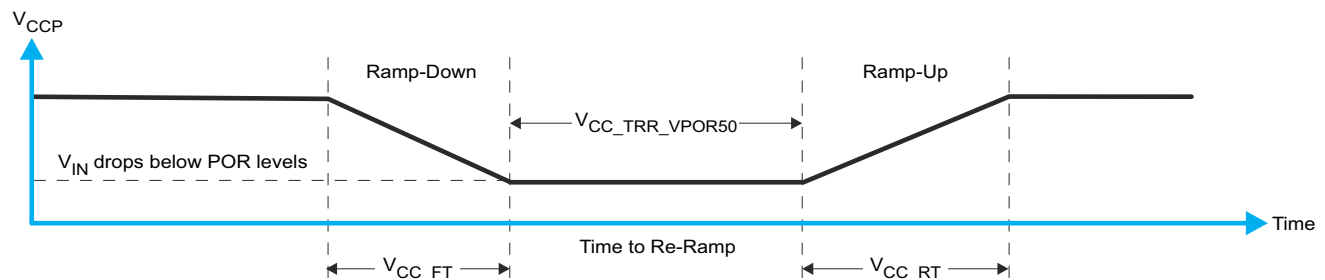 VCCP
Ramp-Down
Ramp-Up
VCC_TRR_VPOR50
VIN drops below POR levels
Time
Time to Re-Ramp
VCC_FT
VCC_RT